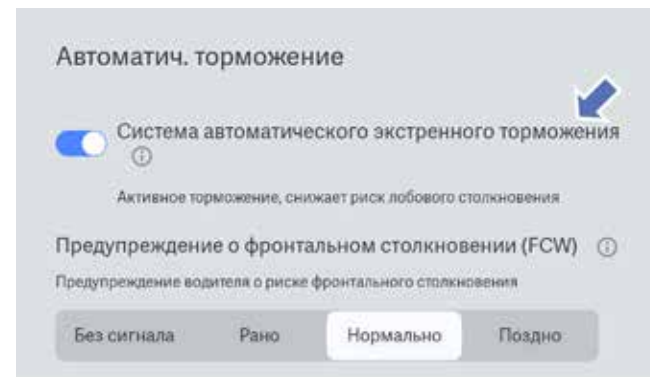 Автоматич. торможение
Система автоматического экстренного торможения
Активное торможение, снижает риск лобового столкновения
Предупреждение о фронтальном столкновении (FCW)
Предупреждение водителя о риске фронтального столкновения
Без сигнала Рано Нормально Поздно